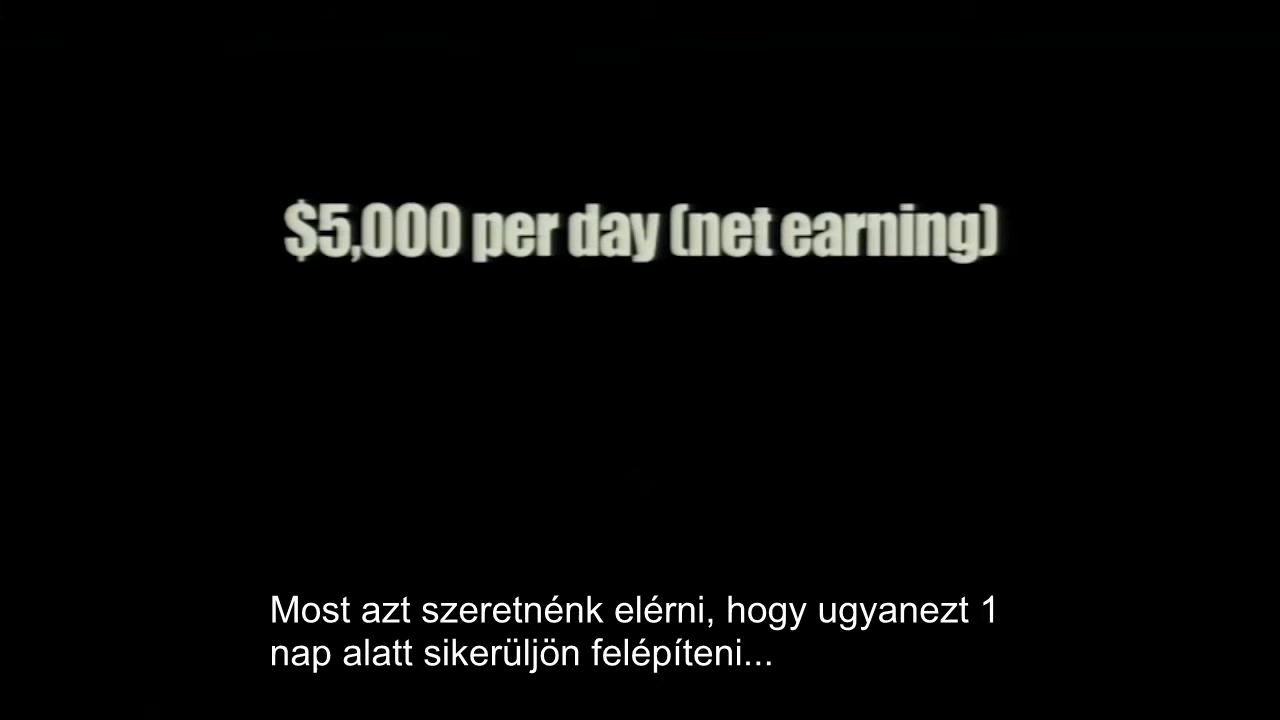 $5,000 per day (net earning)
Most azt szeretnénk elérni, hogy ugyanezt 1
nap alatt sikerüljön felépíteni...